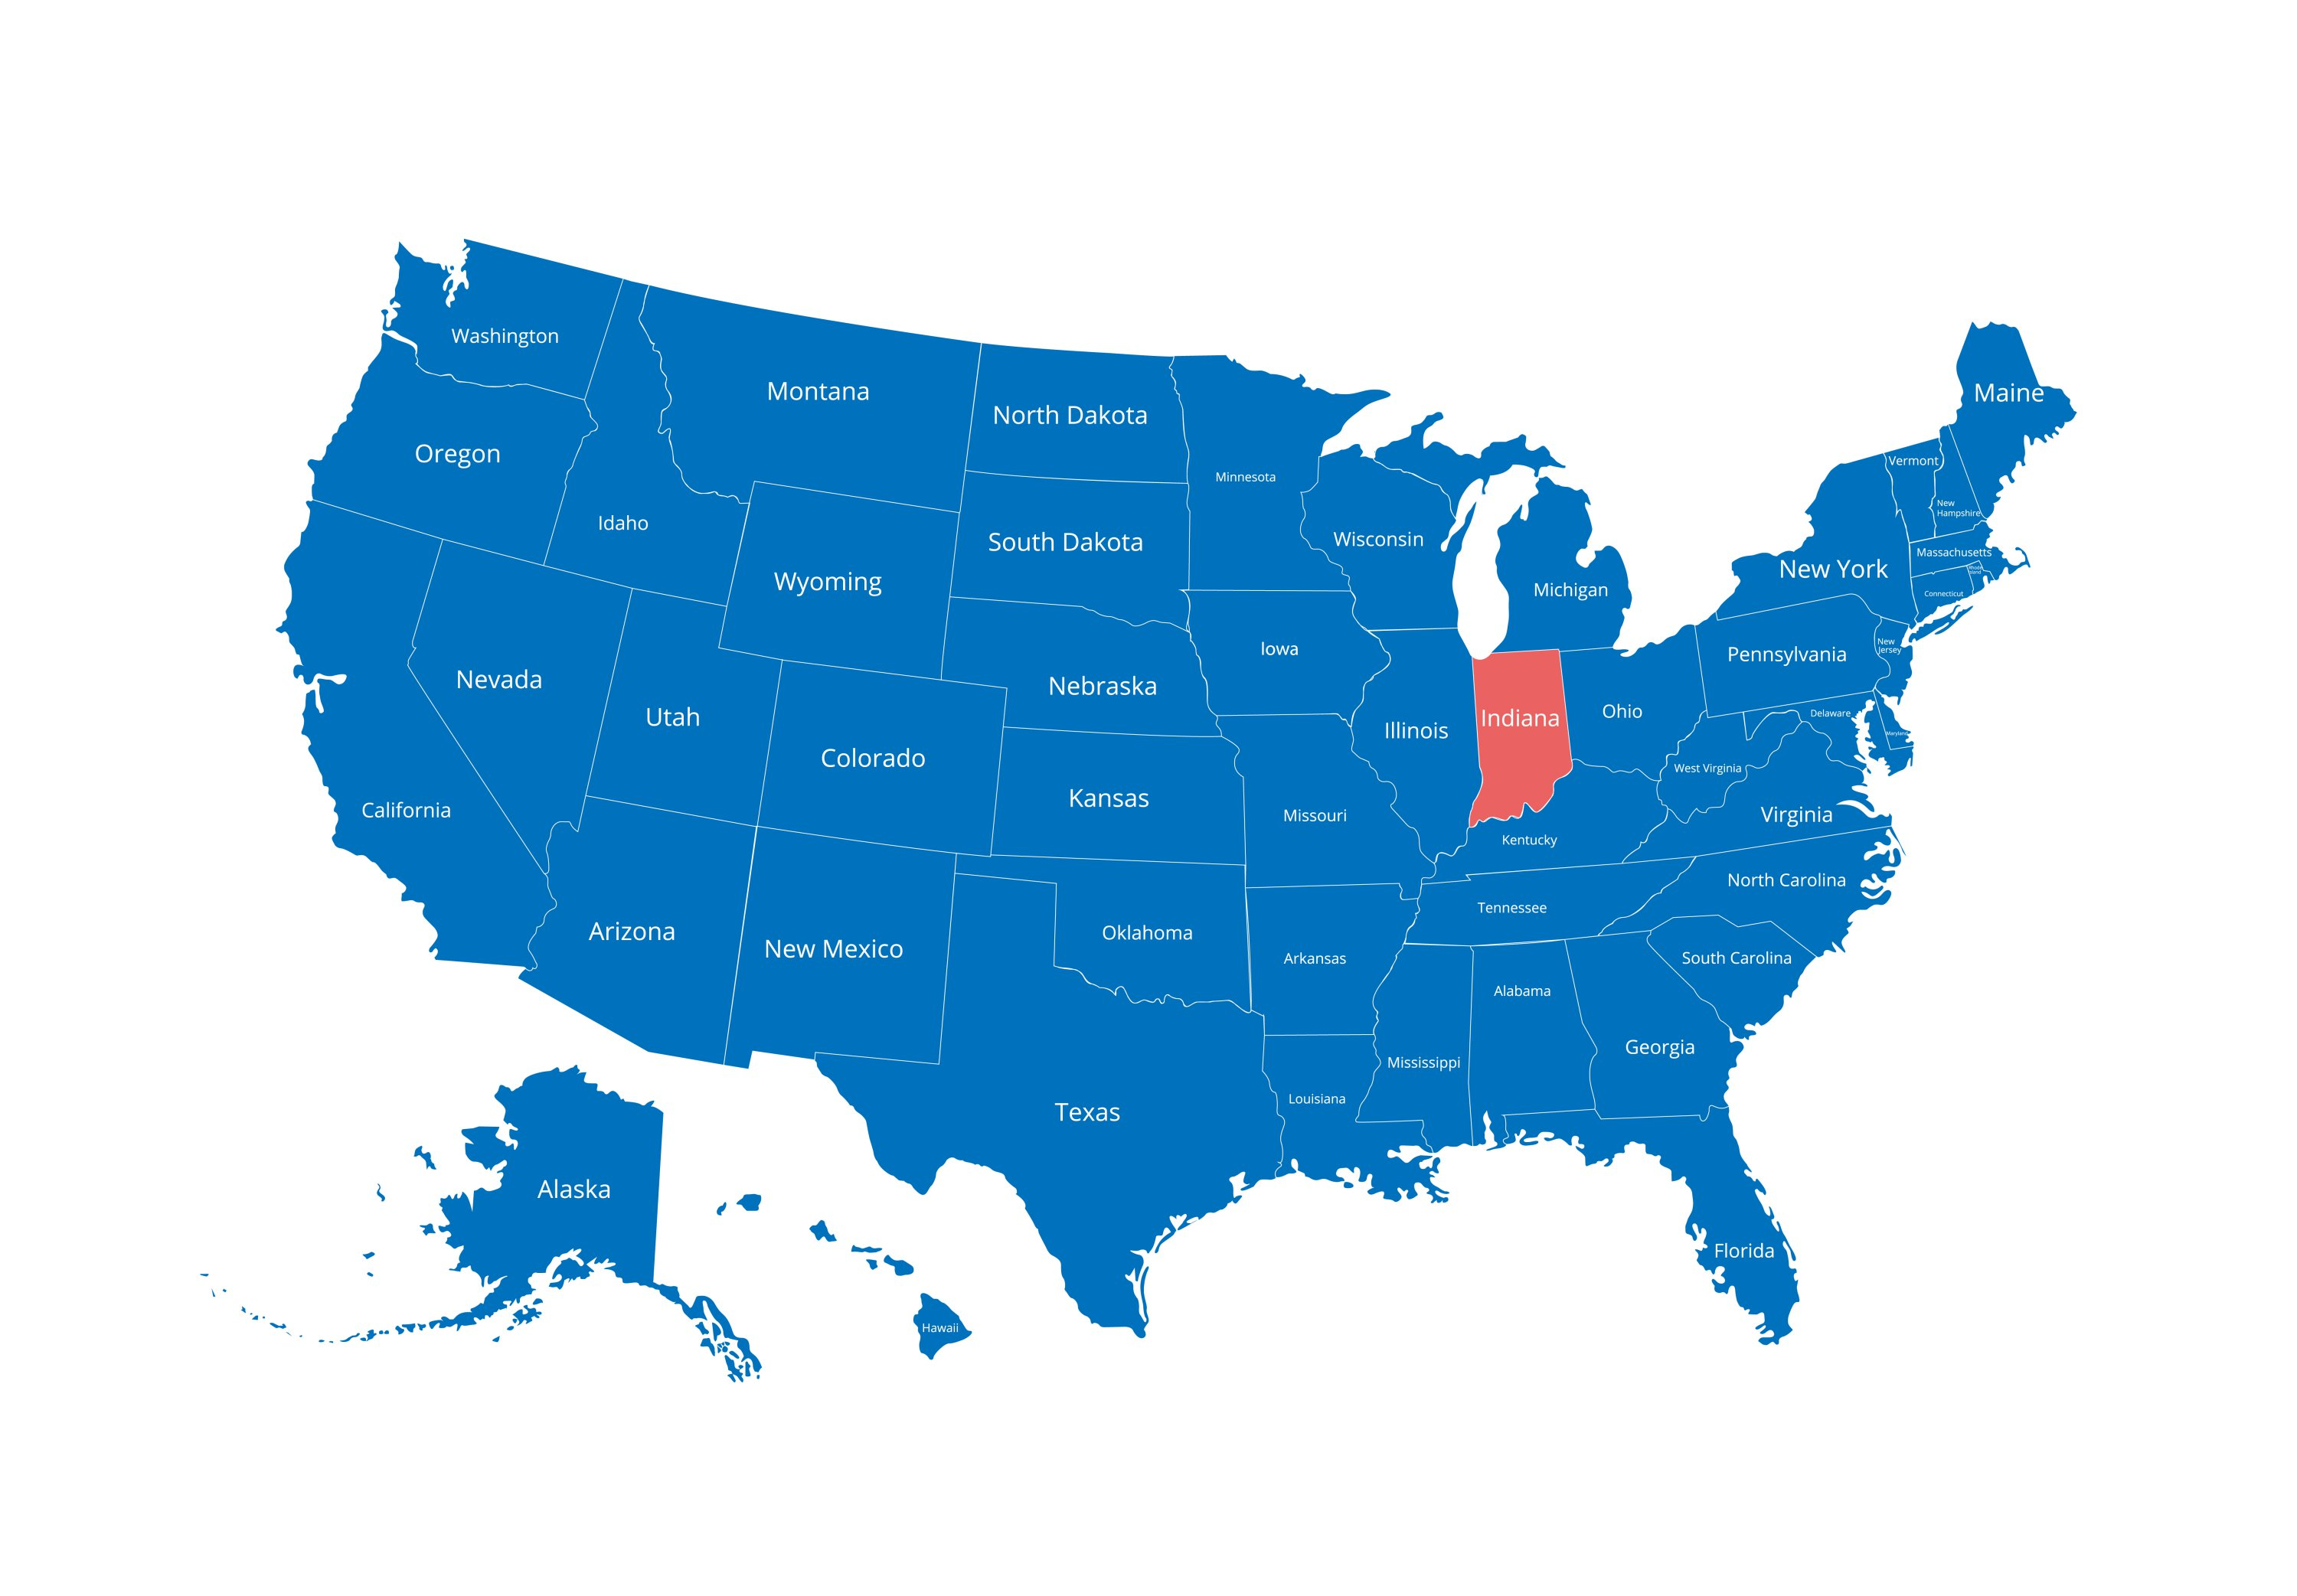 Washington
Montana
Maine
North Dakota
Oregon
Vermont
Minnesota
New
Hampshire
Idaho
Wisconsin
South Dakota
Massachusetts
New York
Rhode
Island
Wyoming
Michigan
Connecticut
Iowa
New
Jersey
Pennsylvania
Nevada
Nebraska
Ohio
Delaware
Utah
Indiana
Illinois
Maryland
Colorado
West Virginia
Kansas
California
Missouri
Virginia
Kentucky
North Carolina
Tennessee
Arizona
Oklahoma
New Mexico
Arkansas
South Carolina
Alabama
Georgia
Mississippi
Louisiana
Texas
Alaska
Florida
Hawaii